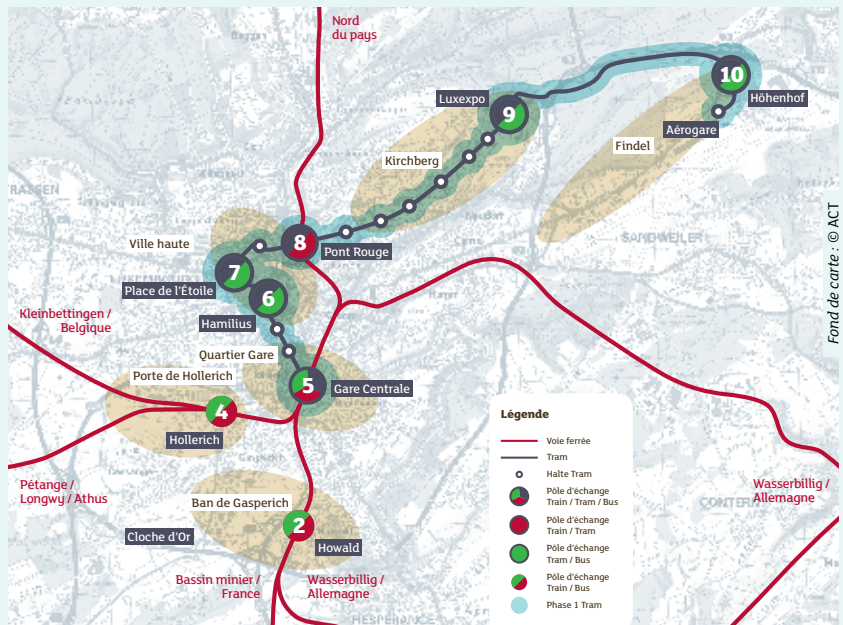 Nord
du pays
10
Luxexpo
Höhenhof
9
Aérogare
Findel
Kirchberg
TRASSEN
Ville haute
8
Pont Rouge
SANDWEILER
7
Place de l'Étoile
6
Kleinbettingen /
Belgique
Hamilius
Quartier Gare
Porte de Hollerich
5
Gare Centrale
4
Hollerich
Pétange /
Longwy / Athus
Ban de Gasperich
2
Cloche d'Or
Howald
Bassin minier /
France
Wasserbillig /
Allemagne
Wasserbillig /
Allemagne
Légende
Voie ferrée
Tram
Halte Tram
Pôle d'échange
Train / Tram / Bus
Pôle d'échange
Train / Tram
Pôle d'échange
Tram / Bus
Pôle d'échange
Train / Bus
Phase 1 Tram
Fond de carte : © ACT